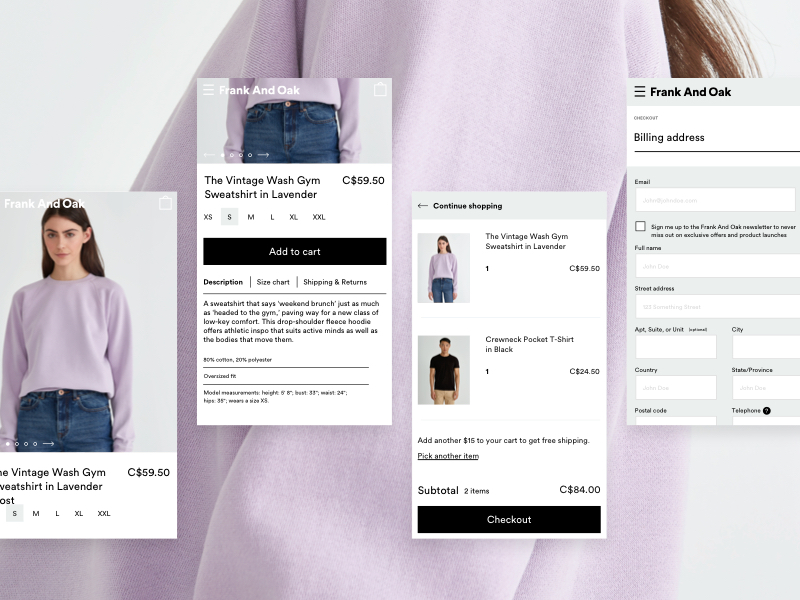 Frank And Oak
he Vintage Wash Gym
weatshirt in Lavender
ost
C$59.50
S M L XL XXL
Frank And Oak
The Vintage Wash Gym
Sweatshirt in Lavender
C$59.50
XS S M L XL XXL
Add to cart
Description Size chart Shipping & Returns
A sweatshirt that says 'weekend brunch' just as much
as 'headed to the gym,' paving way for a new class of
low-key comfort. This drop-shoulder fleece hoodie
offers athletic inspo that suits active minds as well as
the bodies that move them.
80% cotton, 20% polyester
Oversized fit
Model measurements: height: 5' 8"; bust: 33"; waist: 24";
hips: 35"; wears a size XS.
Continue shopping
The Vintage Wash Gym
Sweatshirt in Lavender
1 C$59.50
Crewneck Pocket T-Shirt
in Black
1 C$24.50
Add another $15 to your cart to get free shipping.
Pick another item
Subtotal 2 items C$84.00
Checkout
Frank And Oak
CHECKOUT
Billing address
Email
John@johndoe.com
Sign me up to the Frank And Oak newsletter to never
miss out on exclusive offers and product launches
Full name
John Doe
Street address
123 Something Street
Apt, Suite, or Unit (optional) City
Country State/Province
John Doe John Doe
Postal code Telephone ?